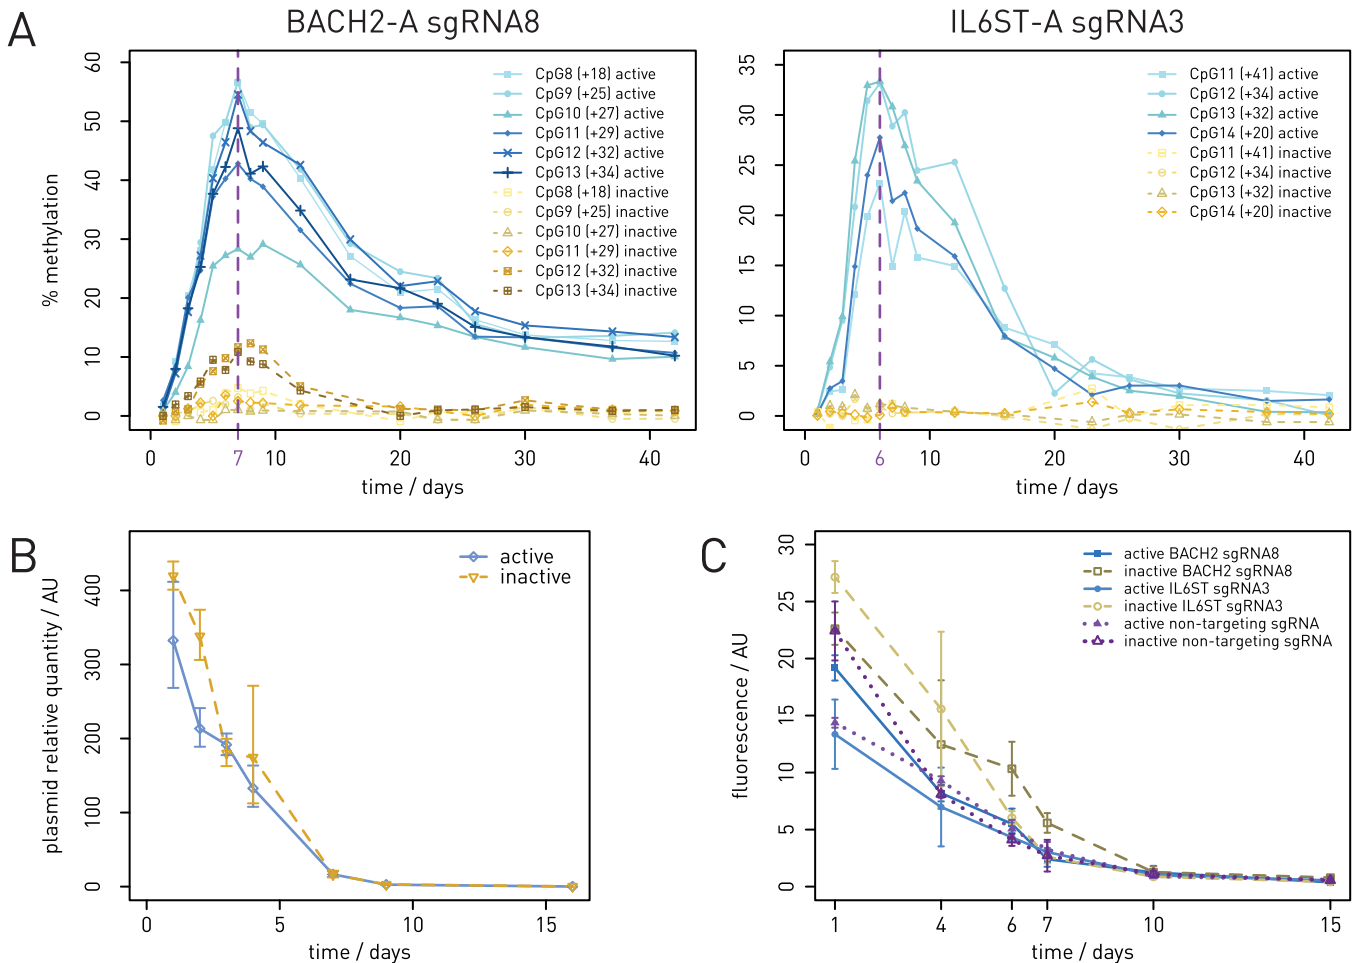 A
BACH2-A sgRNA8
% methylation
60
50
40
30
20
10
0
CpG8 (+18) active
CpG9 (+25) active
CpG10 (+27) active
CpG11 (+29) active
CpG12 (+32) active
CpG13 (+34) active
CpG8 (+18) inactive
CpG9 (+25) inactive
CpG10 (+27) inactive
CpG11 (+29) inactive
CpG12 (+32) inactive
CpG13 (+34) inactive
0 7 10 20 30 40
time / days
IL6ST-A sgRNA3
35
30
25
20
15
10
5
0
CpG11 (+41) active
CpG12 (+34) active
CpG13 (+32) active
CpG14 (+20) active
CpG11 (+41) inactive
CpG12 (+34) inactive
CpG13 (+32) inactive
CpG14 (+20) inactive
0 6 10 20 30 40
time / days
B
plasmid relative quantity / AU
400
300
200
100
0
active
inactive
0 5 10 15
time / days
C
fluorescence / AU
30
25
20
15
10
5
0
active BACH2 sgRNA8
inactive BACH2 sgRNA8
active IL6ST sgRNA3
inactive IL6ST sgRNA3
active non-targeting sgRNA
inactive non-targeting sgRNA
1 4 6 7 10 15
time / days